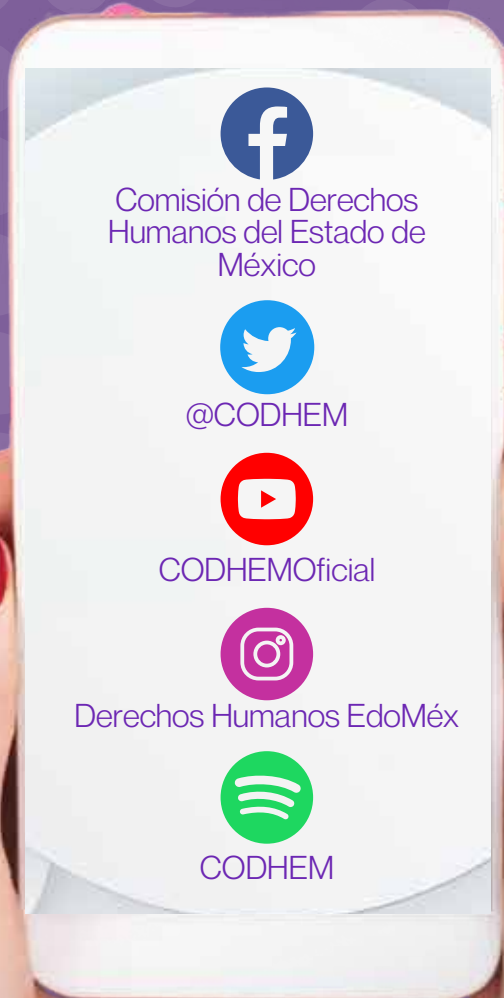 Comisión de Derechos
Humanos del Estado de
México
@CODHEM
CODHEMOficial
Derechos Humanos EdoMéx
CODHEM